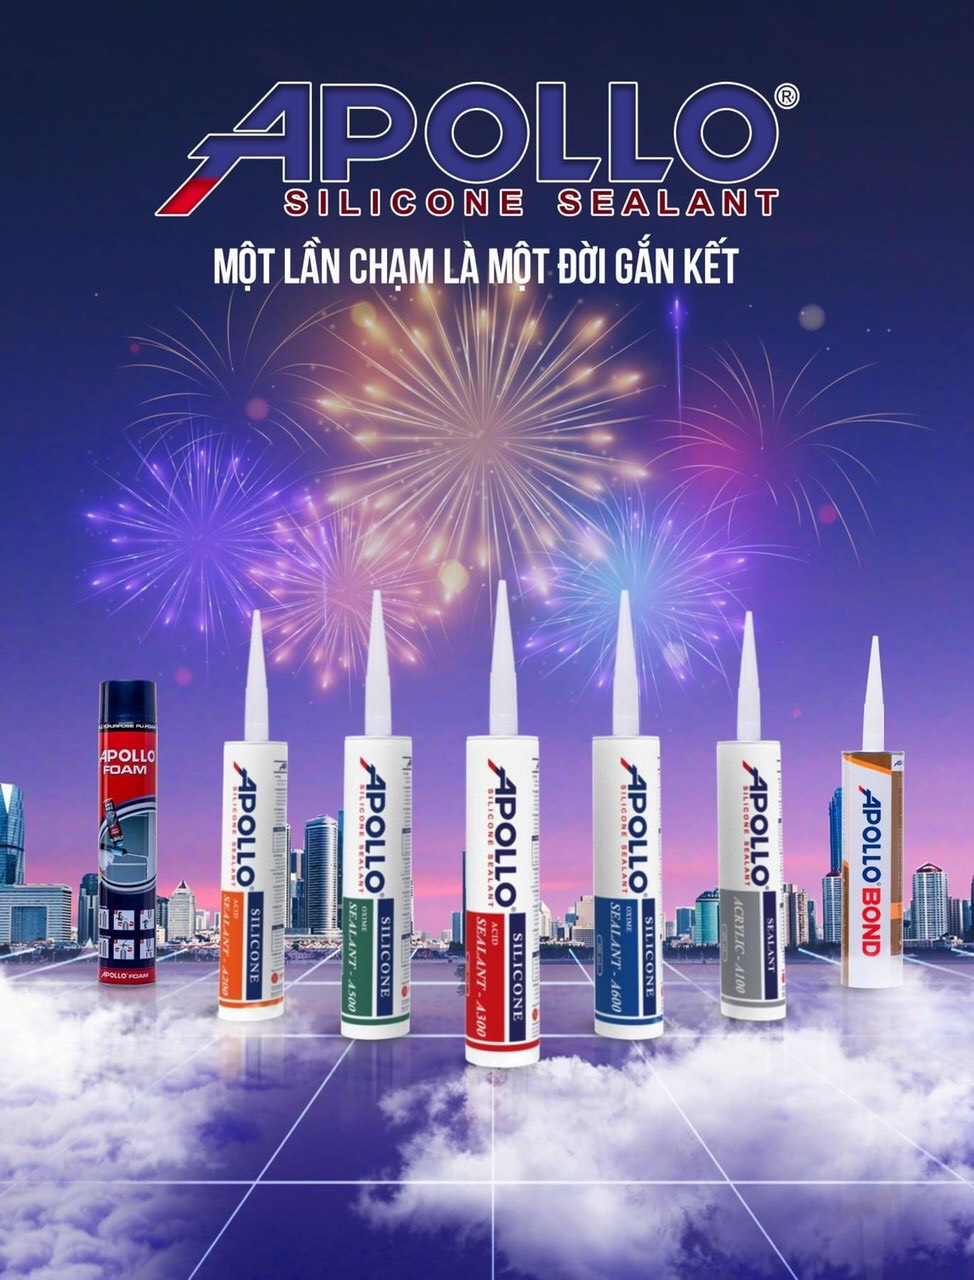 APOLLO®
SILICONE SEALANT
MỘT LẦN CHẠM LÀ MỘT ĐỜI GẮN KẾT
APOLLO
FOAM
APOLLO FOAM
APOLLO
SILICONE SEALANT
ACID
SEALANT - A200
SILICONE
APOLLO
SILICONE SEALANT
OXIME
SEALANT - A500
SILICONE
APOLLO
SILICONE SEALANT
ACID
SEALANT - A300
SILICONE
APOLLO
SILICONE SEALANT
OXIME
SEALANT - A600
SILICONE
APOLLO
SILICONE SEALANT
ACRYLIC - A100
SEALANT
APOLLO BOND